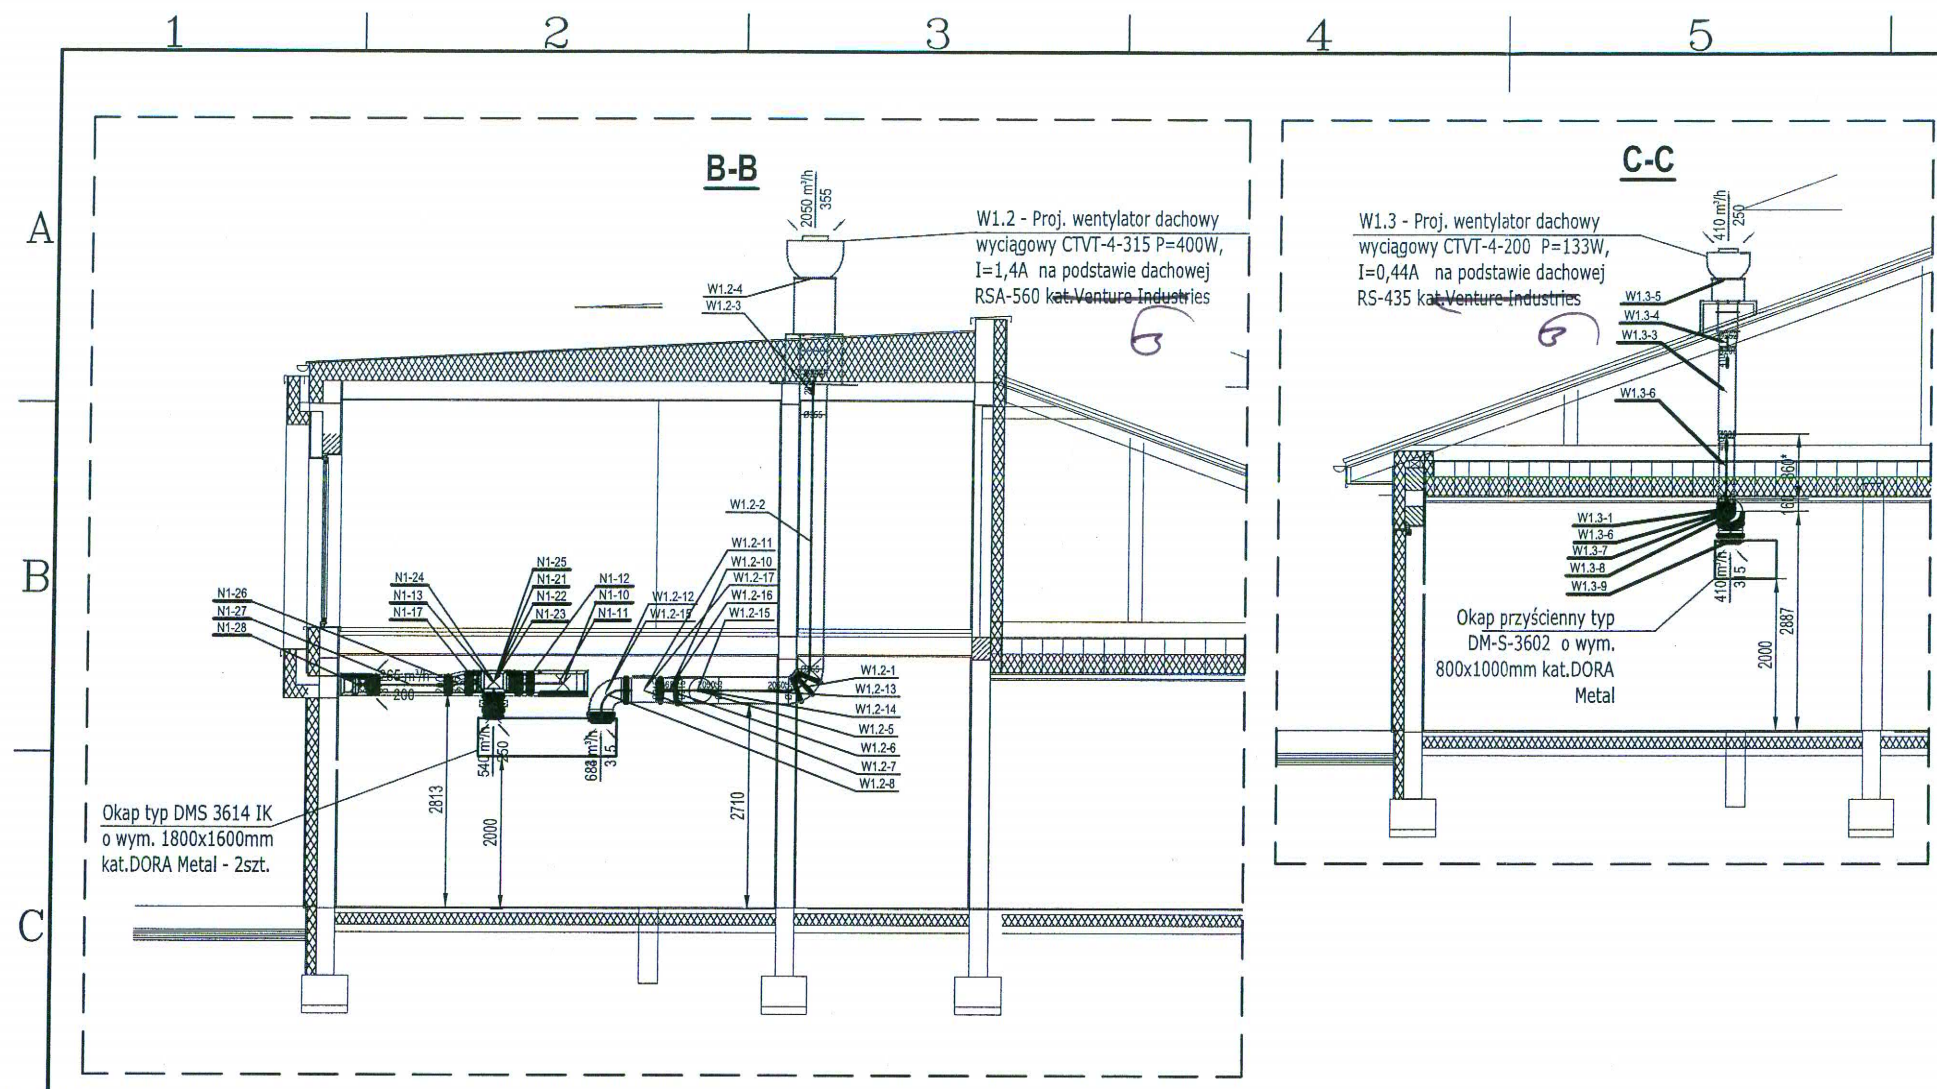 1 2 3 4 5
A
B
C
B-B
2050 m³/h
355
W1.2 - Proj. wentylator dachowy
wyciągowy CTVT-4-315 P=400W,
I=1,4A na podstawie dachowej
RSA-560 kat.Venture Industries
W1.2-4
W1.2-3
W1.2-2
W1.2-11
W1.2-10
W1.2-17
W1.2-16
W1.2-15
W1.2-12
W1.2-15
N1-25
N1-21
N1-22
N1-23
N1-12
N1-10
N1-11
N1-24
N1-13
N1-17
N1-26
N1-27
N1-28
200
W1.2-1
W1.2-13
W1.2-14
W1.2-5
W1.2-6
W1.2-7
W1.2-8
315
2813
2000
2710
Okap typ DMS 3614 IK
o wym. 1800x1600mm
kat.DORA Metal - 2szt.
C-C
410 m³/h
250
W1.3 - Proj. wentylator dachowy
wyciągowy CTVT-4-200 P=133W,
I=0,44A na podstawie dachowej
RS-435 kat.Venture Industries
W1.3-5
W1.3-4
W1.3-3
W1.3-6
860*
160
W1.3-1
W1.3-6
W1.3-7
W1.3-8
W1.3-9
410 m³/h
315
2887
2000
Okap przyścienny typ
DM-S-3602 o wym.
800x1000mm kat.DORA
Metal